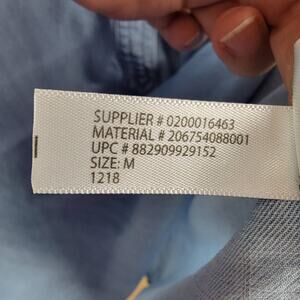 SUPPLIER # 0200016463
MATERIAL # 206754088001
UPC # 882909929152
SIZE: M
1218